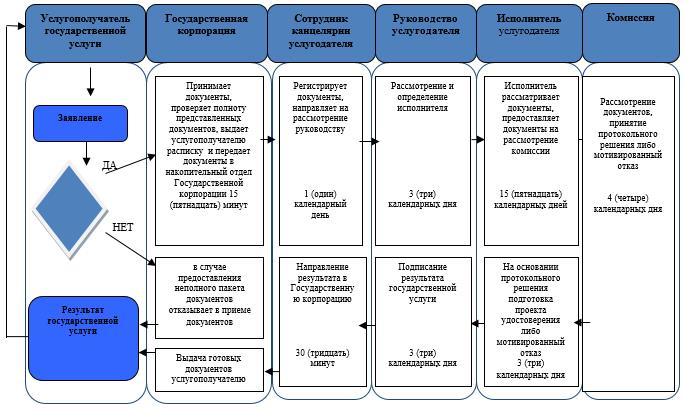 Услугополучатель
государственной
услуги
Государственная
корпорация
Сотрудник
канцелярии
услугодателя
Руководство
услугодателя
Исполнитель
услугодателя
Комиссия
Заявление
ДА
НЕТ
Принимает
документы,
проверяет полноту
представленных
документов, выдает
услугополучателю
расписку и передает
документы в
накопительный отдел
Государственной
корпорации 15
(пятнадцать) минут
Регистрирует
документы,
направляет на
рассмотрение
руководству
1 (один)
календарный
день
Рассмотрение и
определение
исполнителя
3 (три)
календарных дня
Исполнитель
рассматривает
документы,
предоставляет
документы на
рассмотрение
комиссии
15 (пятнадцать)
календарных дней
Рассмотрение
документов,
принятие
протокольного
решения либо
мотивированный
отказ
4 (четыре)
календарных дня
Результат
государственной
услуги
в случае
предоставления
неполного пакета
документов
отказывает в приеме
документов
Выдача готовых
документов
услугополучателю
Направление
результата в
Государственну
ю корпорацию
30 (тридцать)
минут
Подписание
результата
государственной
услуги
3 (три)
календарных дня
На основании
протокольного
решения
подготовка
проекта
удостоверения
либо
мотивированный
отказ
3 (три)
календарных дня